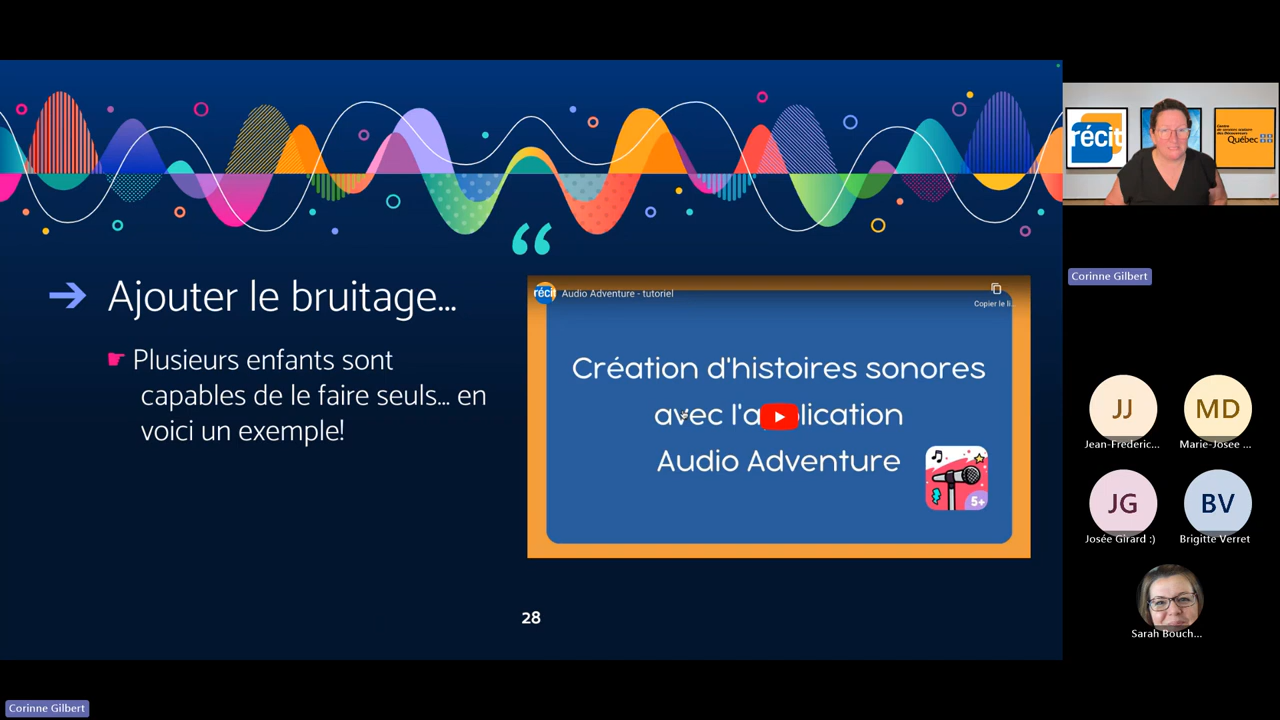 “
➔ Ajouter le bruitage...
☛ Plusieurs enfants sont
capables de le faire seuls... en
voici un exemple!
récit
Audio Adventure - tutoriel
Copier le li...
Création d'histoires sonores
avec l'a lication
Audio Adventure
5+
28
Corinne Gilbert
récit
Québec
Corinne Gilbert
JJ
MD
Jean-Frederic...
Marie-Josee ...
JG
BV
Josée Girard :)
Brigitte Verret
Sarah Bouch...